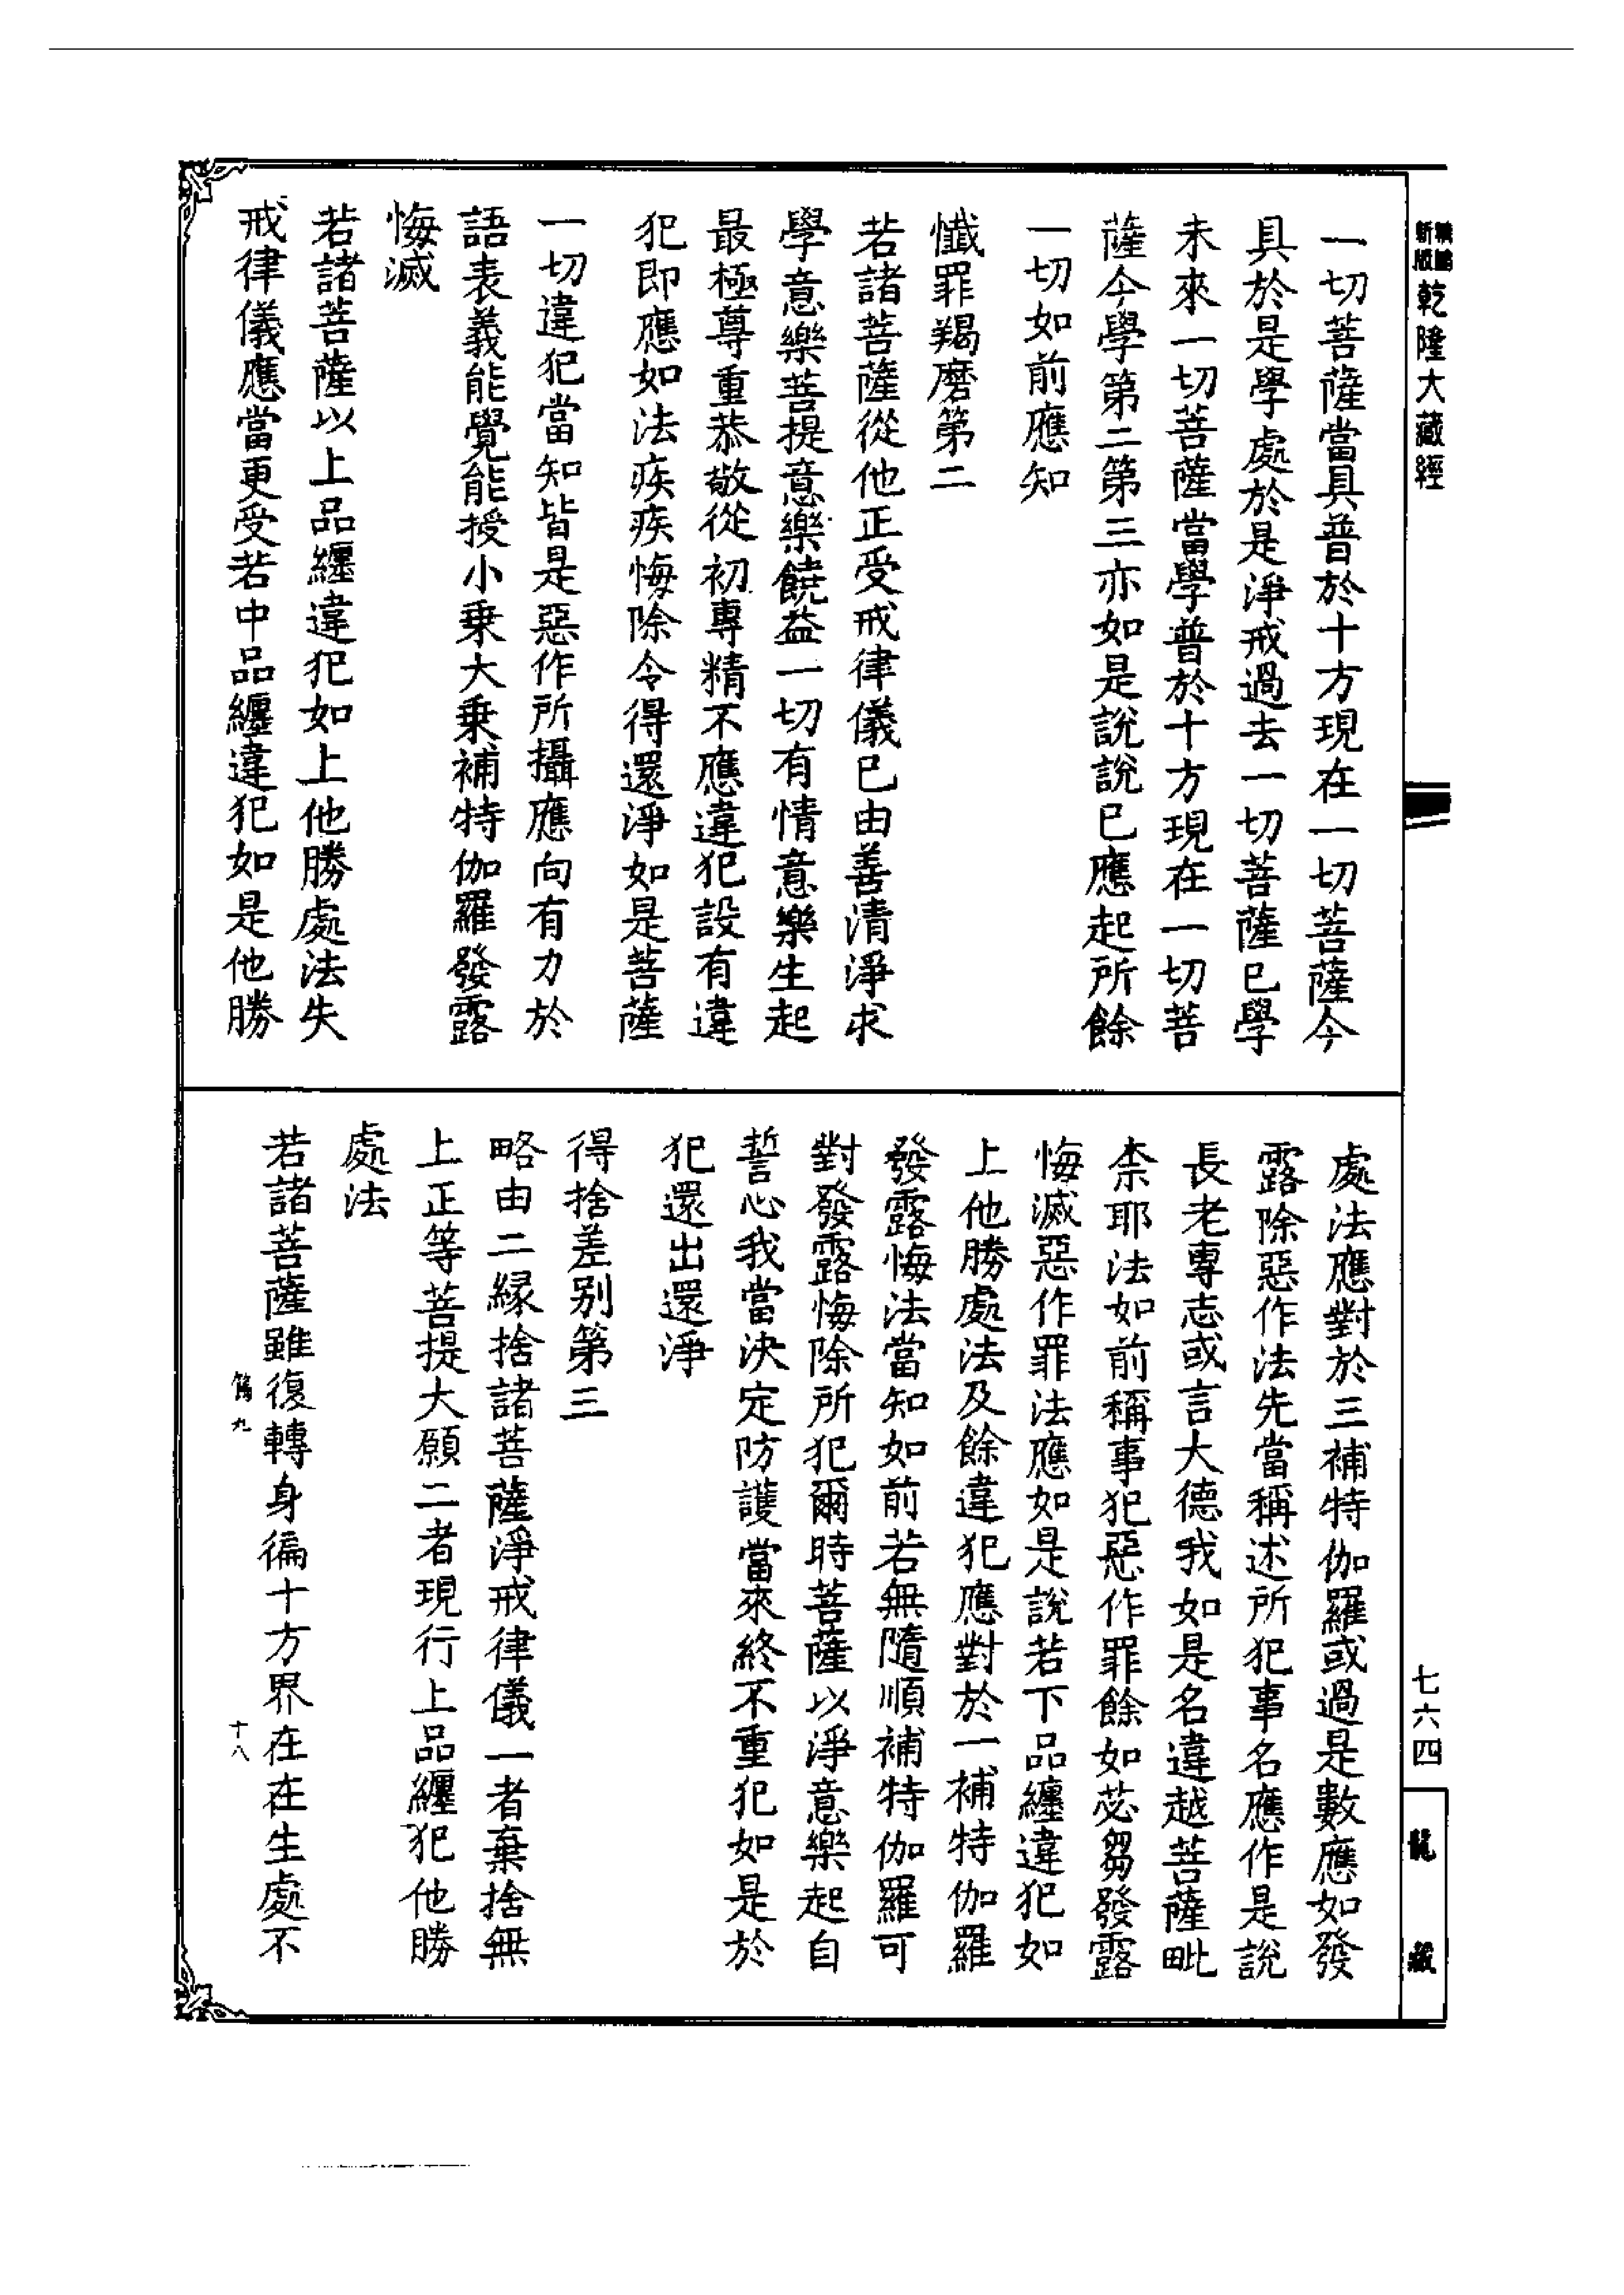 乾隆大藏經
一切菩薩當具普於十方現在一切菩薩今
具於是學處於是淨戒過去一切菩薩已學
未來一切菩薩當學普於十方現在一切菩
薩今學第二第三亦如是說說已應起所餘
一切如前應知
懺罪羯磨第二
若諸菩薩從他正受戒律儀已由善清淨求
學意樂菩提意樂饒益一切有情意樂生起
最極尊重恭敬從初專精不應違犯設有違
犯即應如法疾疾悔除令得還淨如是菩薩
一切違犯當知皆是惡作所攝應向有力於
語表義能覺能授小乗大乗補特伽羅發露
悔滅
若諸菩薩以上品纏違犯如上他勝處法失
戒律儀應當更受若中品纏違犯如是他勝
處法應對於三補特伽羅或過是數應如發
露除惡作法先當稱述所犯事名應作是說
長老專志或言大德我如是名違越菩薩毗
柰耶法如前稱事犯惡作罪餘如苾芻發露
悔滅惡作罪法應如是說若下品纏違犯如
上他勝處法及餘違犯應對於一補特伽羅
發露悔法當知如前若無隨順補特伽羅可
對發露悔除所犯爾時菩薩以淨意樂起自
誓心我當決定防護當來終不重犯如是於
犯還出還淨
得捨差別第三
略由二緣捨諸菩薩淨戒律儀一者棄捨無
上正等菩提大願二者現行上品纏犯他勝
處法
若諸菩薩雖復轉身徧十方界在在生處不
九
十八
七六四
龍藏